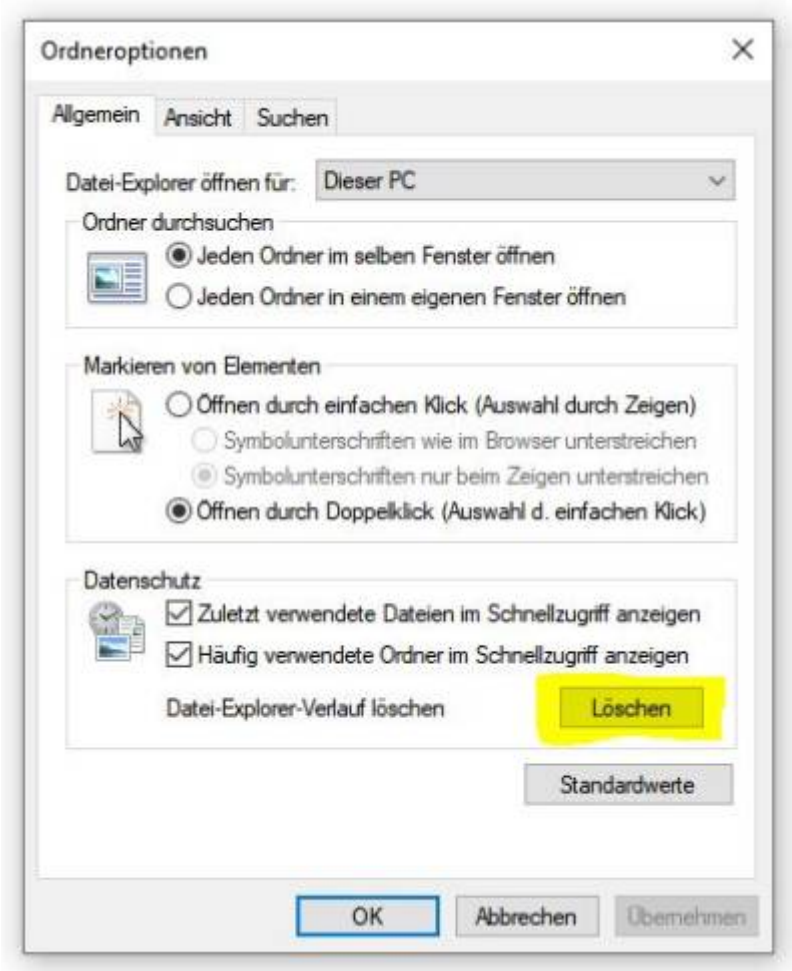 Ordneroptionen
Allgemein Ansicht Suchen
Datei-Explorer öffnen für: Dieser PC
Ordner durchsuchen
Jeden Ordner im selben Fenster öffnen
Jeden Ordner in einem eigenen Fenster öffnen
Markieren von Elementen
Öffnen durch einfachen Klick (Auswahl durch Zeigen)
Symbolunterschriften wie im Browser unterstreichen
Symbolunterschriften nur beim Zeigen unterstreichen
Öffnen durch Doppelklick (Auswahl d. einfachen Klick)
Datenschutz
Zuletzt verwendete Dateien im Schnellzugriff anzeigen
Häufig verwendete Ordner im Schnellzugriff anzeigen
Datei-Explorer-Verlauf löschen Löschen
Standardwerte
OK Abbrechen Übernehmen